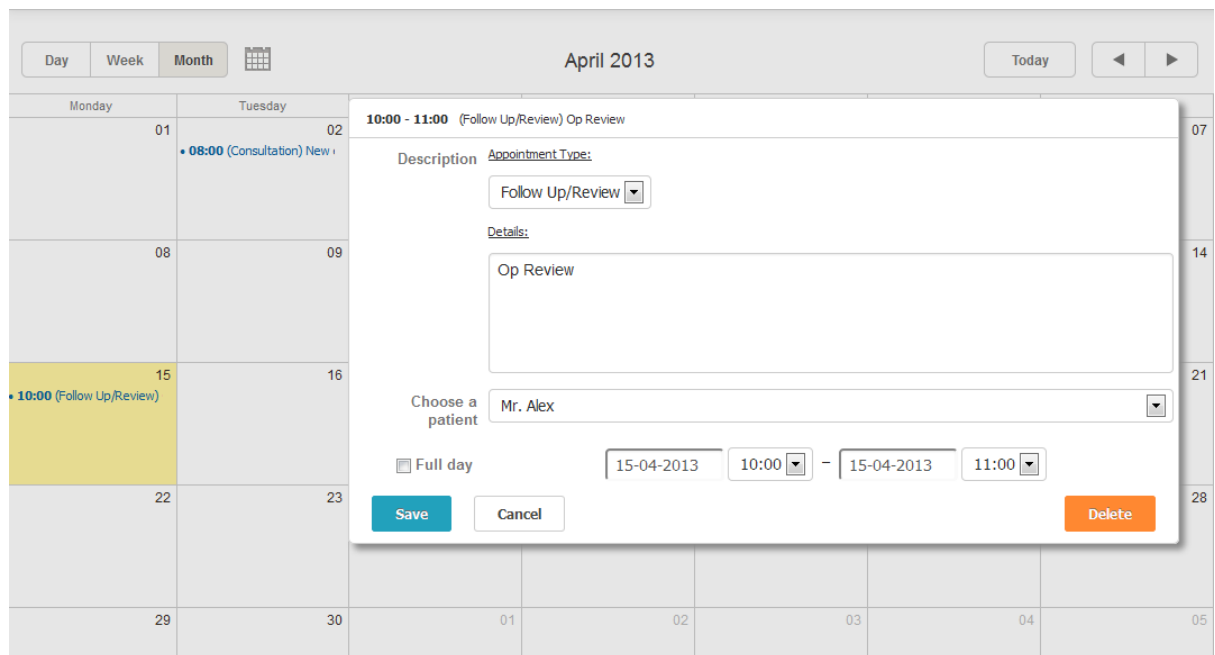 Day Week Month April 2013 Today
Monday Tuesday
10:00 - 11:00 (Follow Up/Review) Op Review
01 02 07
• 08:00 (Consultation) New
Description Appointment Type:
Follow Up/Review
Details:
08 09 14
Op Review
15 16 21
• 10:00 (Follow Up/Review)
Choose a patient Mr. Alex
Full day 15-04-2013 10:00 – 15-04-2013 11:00
22 23 28
Save Cancel Delete
29 30 01 02 03 04 05